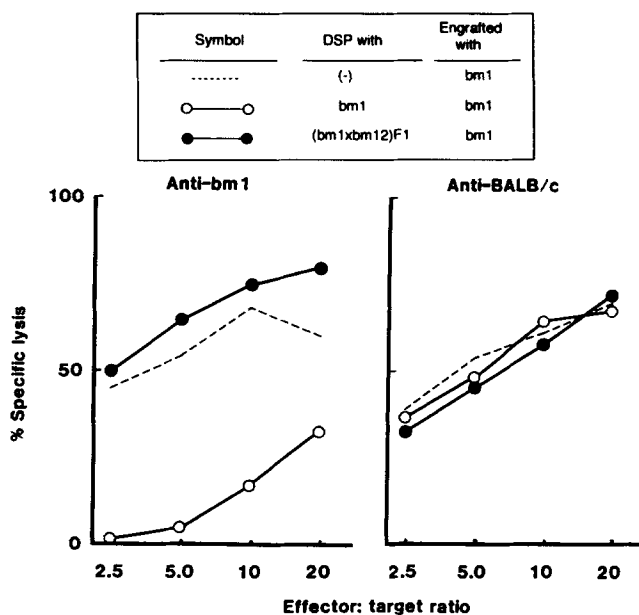 Symbol DSP with Engrafted with
(-) bm1
bm1 bm1
(bm1xbm12)F1 bm1
Anti-bm1 Anti-BALB/c
100
50
0
% Specific lysis
2.5 5.0 10 20 2.5 5.0 10 20
Effector: target ratio